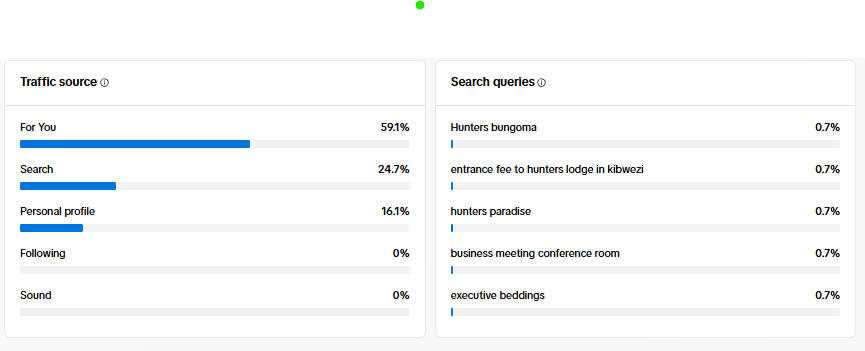 Traffic source
For You 59.1%
Search 24.7%
Personal profile 16.1%
Following 0%
Sound 0%
Search queries
Hunters bungoma 0.7%
entrance fee to hunters lodge in kibwezi 0.7%
hunters paradise 0.7%
business meeting conference room 0.7%
executive beddings 0.7%